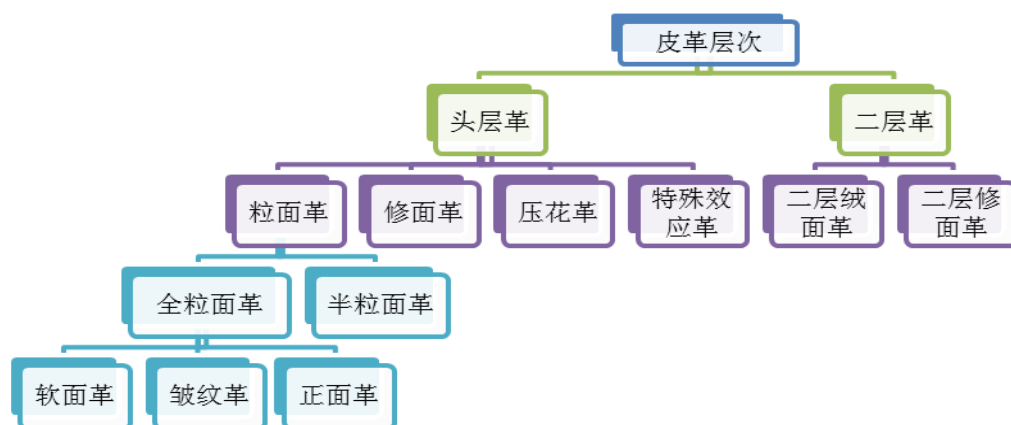 皮革层次
头层革
二层革
粒面革
修面革
压花革
特殊效
应革
二层绒
面革
二层修
面革
全粒面革
半粒面革
软面革
皱纹革
正面革